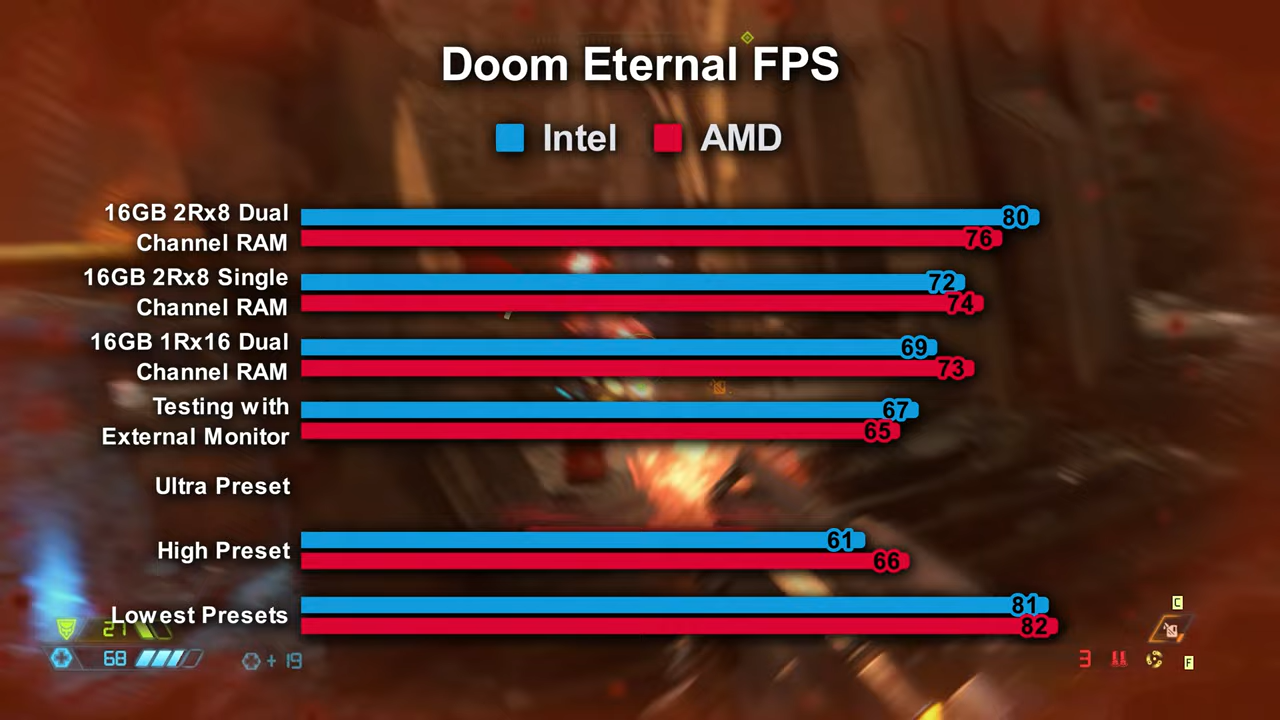 Doom Eternal FPS
Intel AMD
16GB 2Rx8 Dual
Channel RAM
80
76
16GB 2Rx8 Single
Channel RAM
72
74
16GB 1Rx16 Dual
Channel RAM
69
73
Testing with
External Monitor
67
65
Ultra Preset
High Preset
61
66
Lowest Presets
81
82
21
68
+ 19
C
3
F